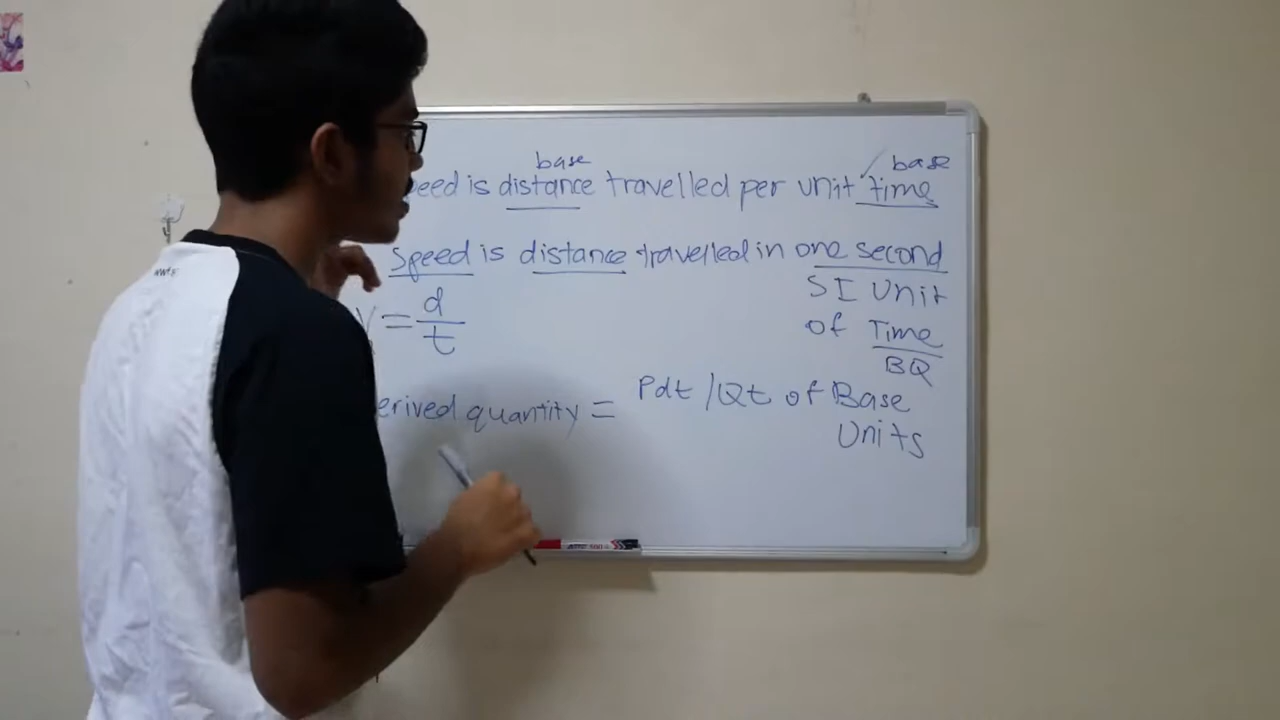 base base
peed is distance travelled per unit time
Speed is distance travelled in one second
SI Unit
of Time
BQ
V = d
t
erived quantity = Pdt /Qt of Base
Units